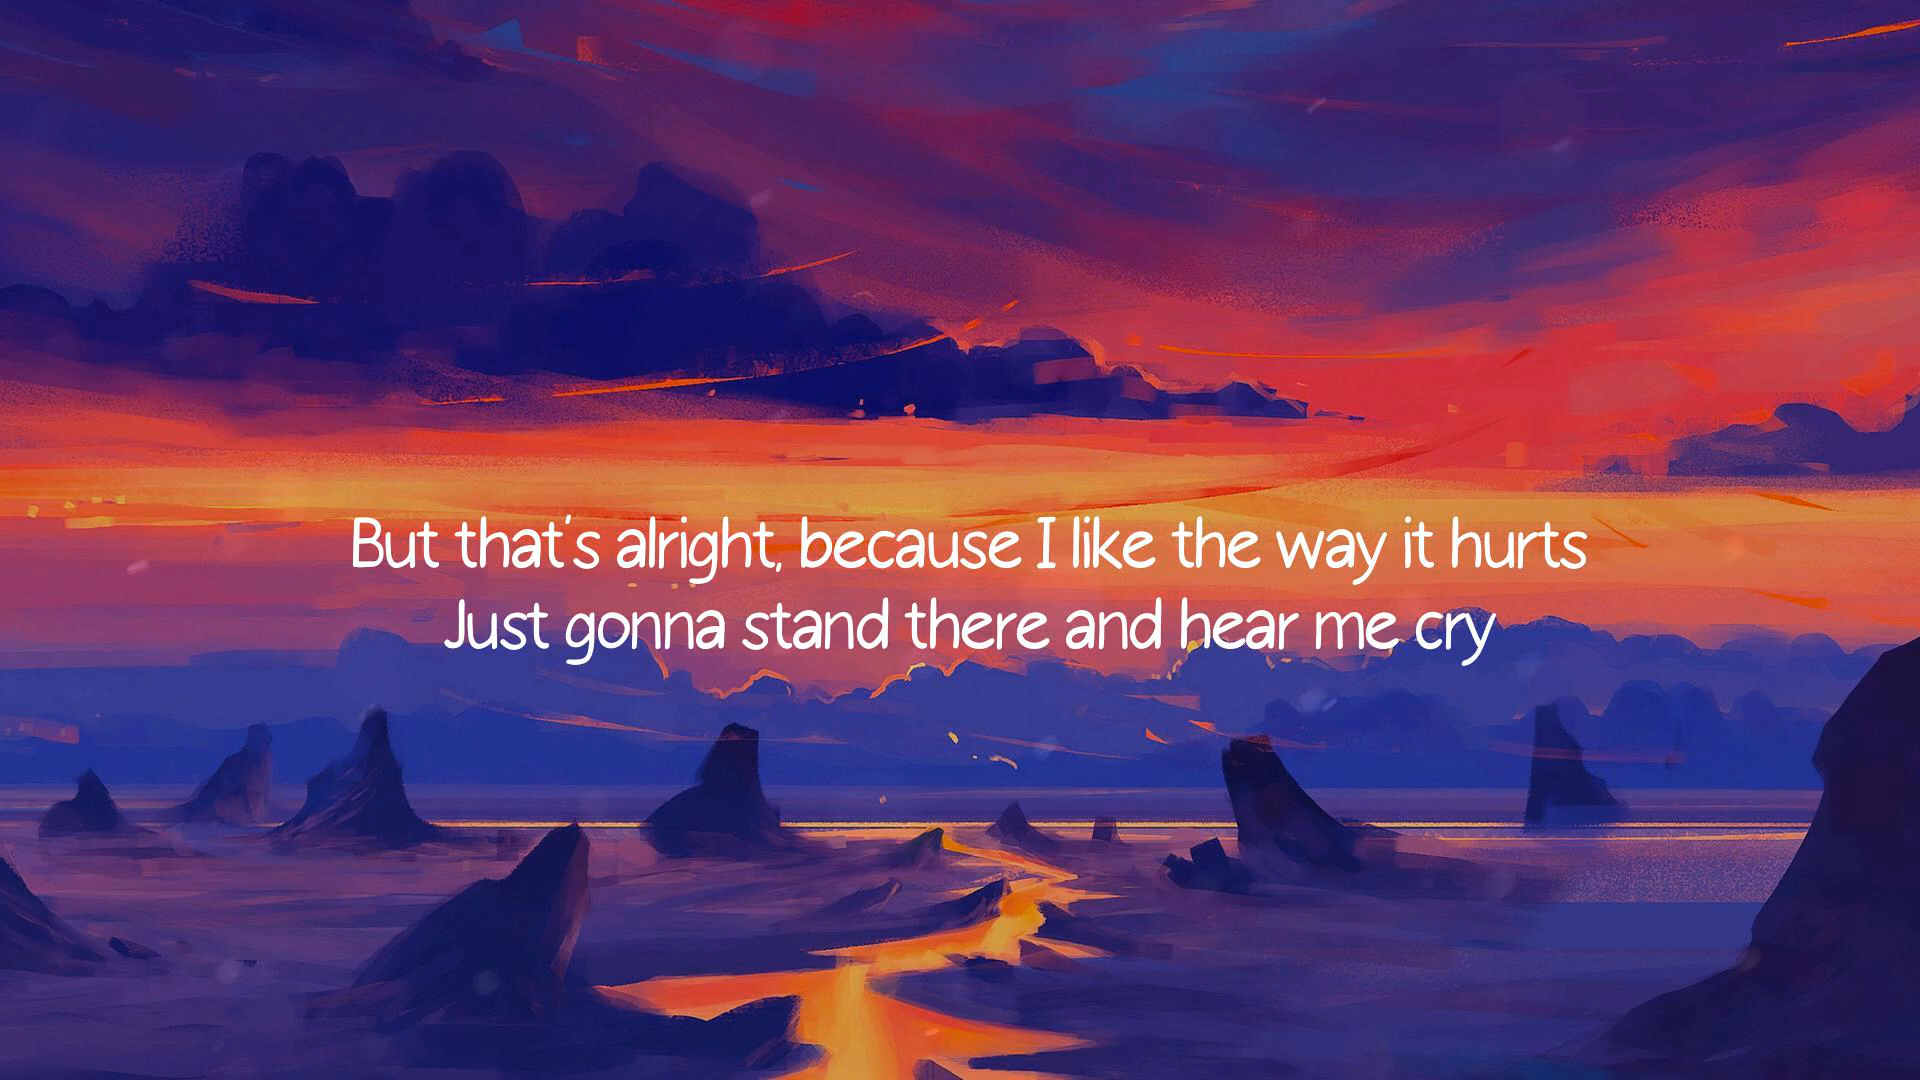 But that's alright, because I like the way it hurts
Just gonna stand there and hear me cry